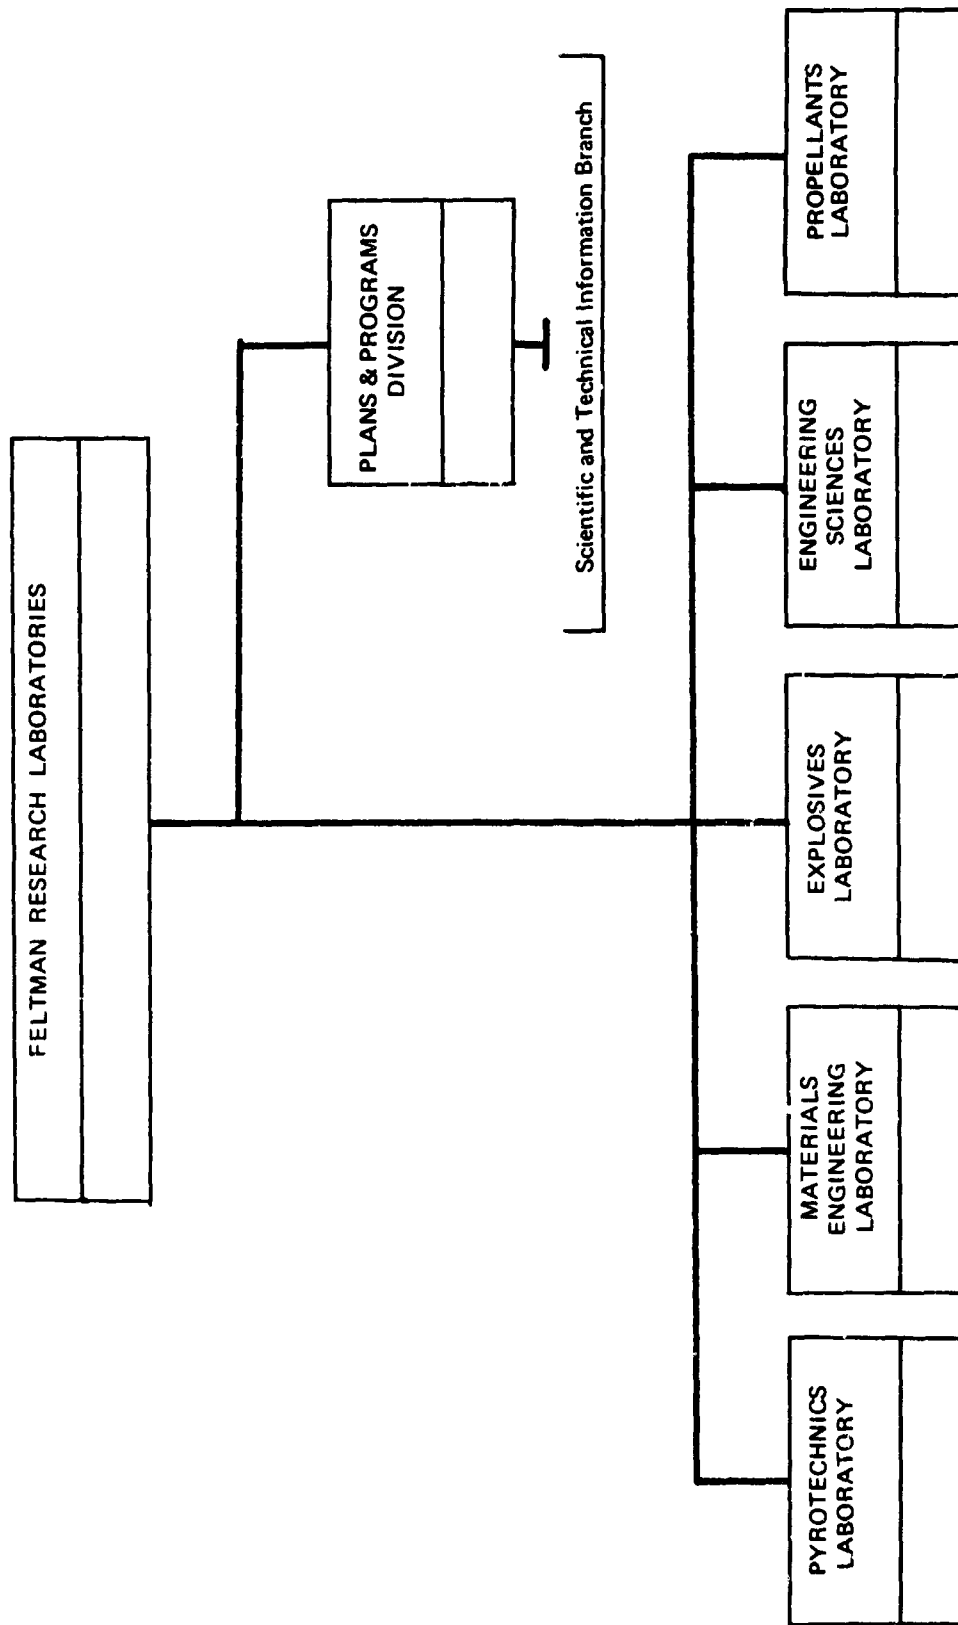 FELTMAN RESEARCH LABORATORIES
PLANS & PROGRAMS
DIVISION
Scientific and Technical Information Branch
PYROTECHNICS
LABORATORY
MATERIALS
ENGINEERING
LABORATORY
EXPLOSIVES
LABORATORY
ENGINEERING
SCIENCES
LABORATORY
PROPELLANTS
LABORATORY